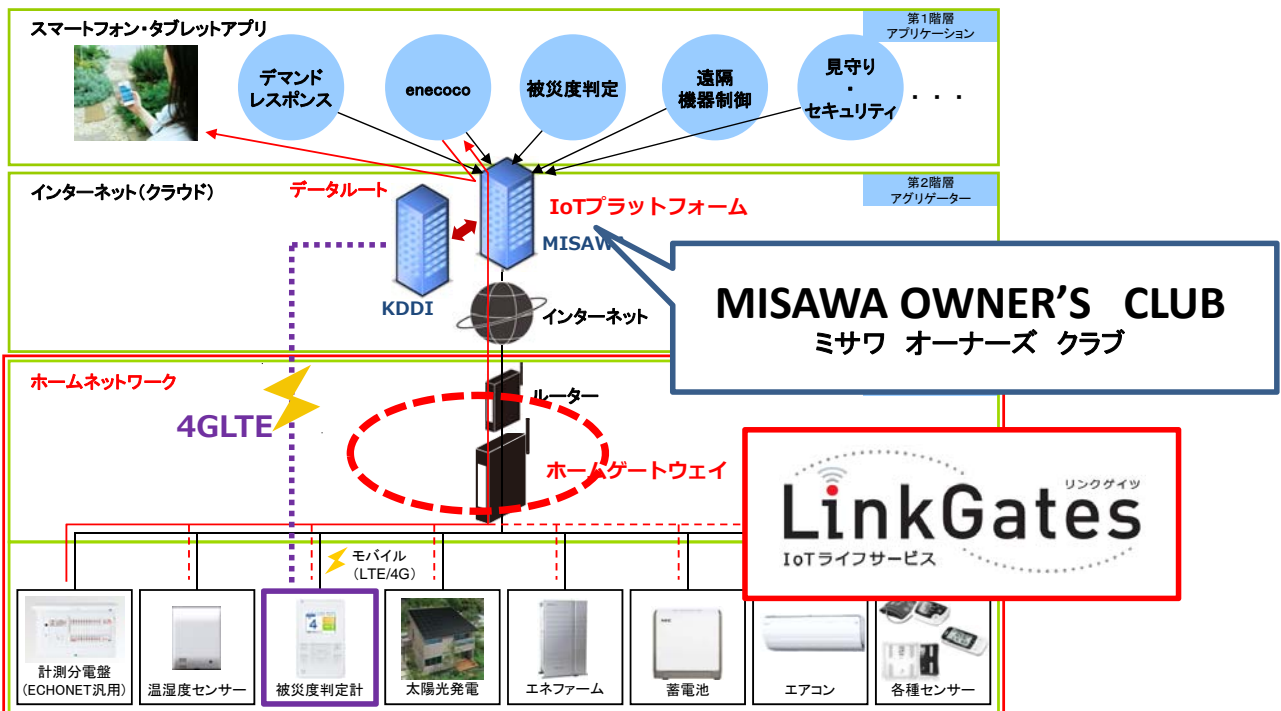 スマートフォン・タブレットアプリ
第1階層
アプリケーション
デマンド
レスポンス
enecoco
被災度判定
遠隔
機器制御
見守り
・
セキュリティ
・・・
インターネット(クラウド)
データルート
第2階層
アグリゲーター
IoTプラットフォーム
MISAWA
KDDI
インターネット
MISAWA OWNER'S CLUB
ミサワ オーナーズ クラブ
ホームネットワーク
ルーター
4GLTE
ホームゲートウェイ
リンクゲイツ
LinkGates
IoTライフサービス
モバイル
(LTE/4G)
4
計測分電盤
(ECHONET汎用)
温湿度センサー
被災度判定計
太陽光発電
エネファーム
蓄電池
エアコン
各種センサー